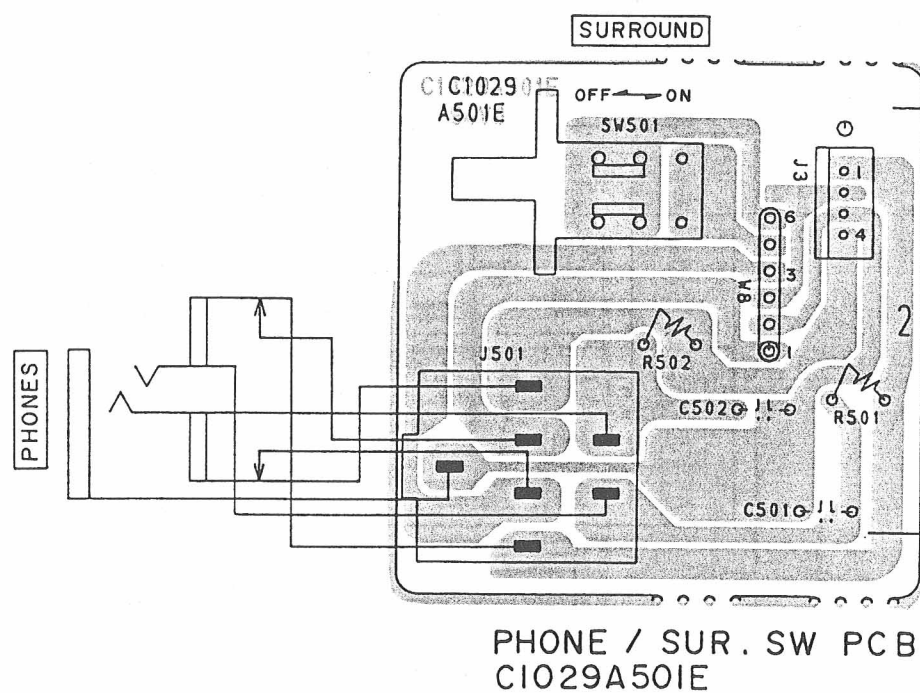 SURROUND
C1029
A501E
OFF ON
SW501
J3
1
4
6
3
W8
1
2
J501
R502
C502
R501
C501
PHONES
PHONE / SUR. SW PCB
C1029A501E